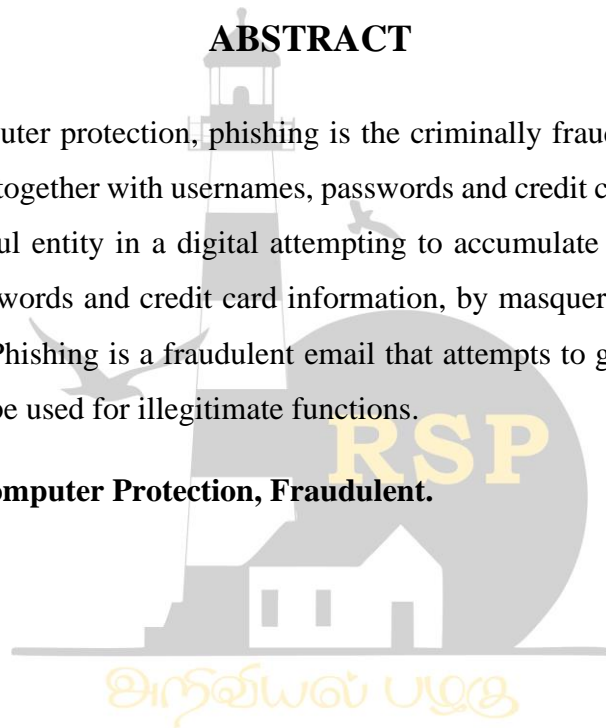 ABSTRACT
uter protection, phishing is the criminally frauc
together with usernames, passwords and credit c
ul entity in a digital attempting to accumulate
words and credit card information, by masquer
Phishing is a fraudulent email that attempts to g
be used for illegitimate functions.
RSP
omputer Protection, Fraudulent.
அறிவியல் பழகு